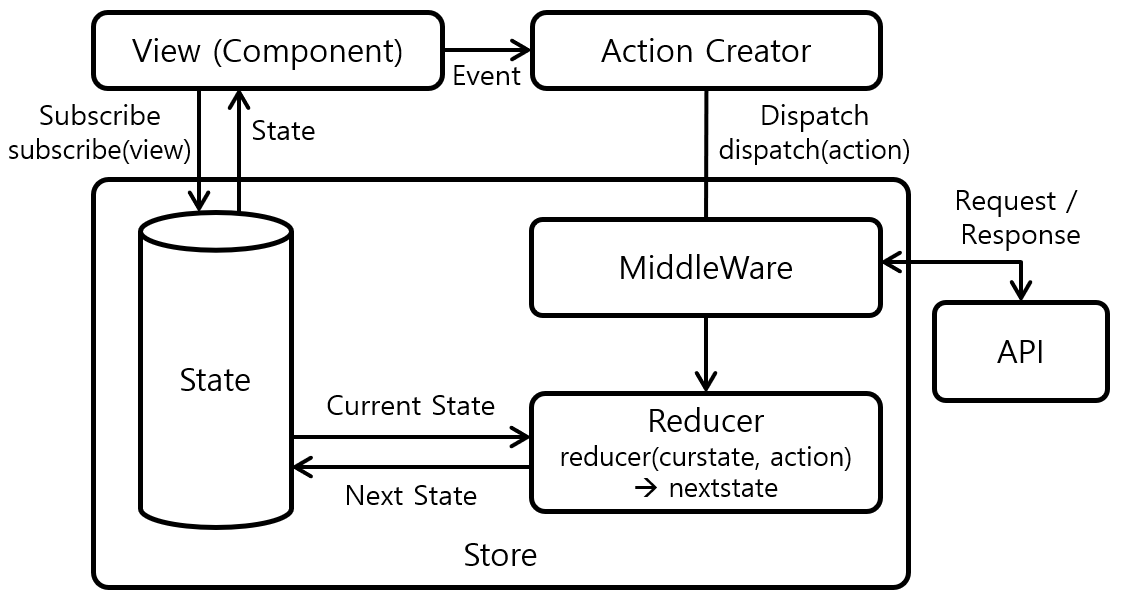 View (Component)
Action Creator
Event
Subscribe
subscribe(view)
State
Dispatch
dispatch(action)
Request /
Response
MiddleWare
API
State
Current State
Next State
Reducer
reducer(curstate, action)
→ nextstate
Store